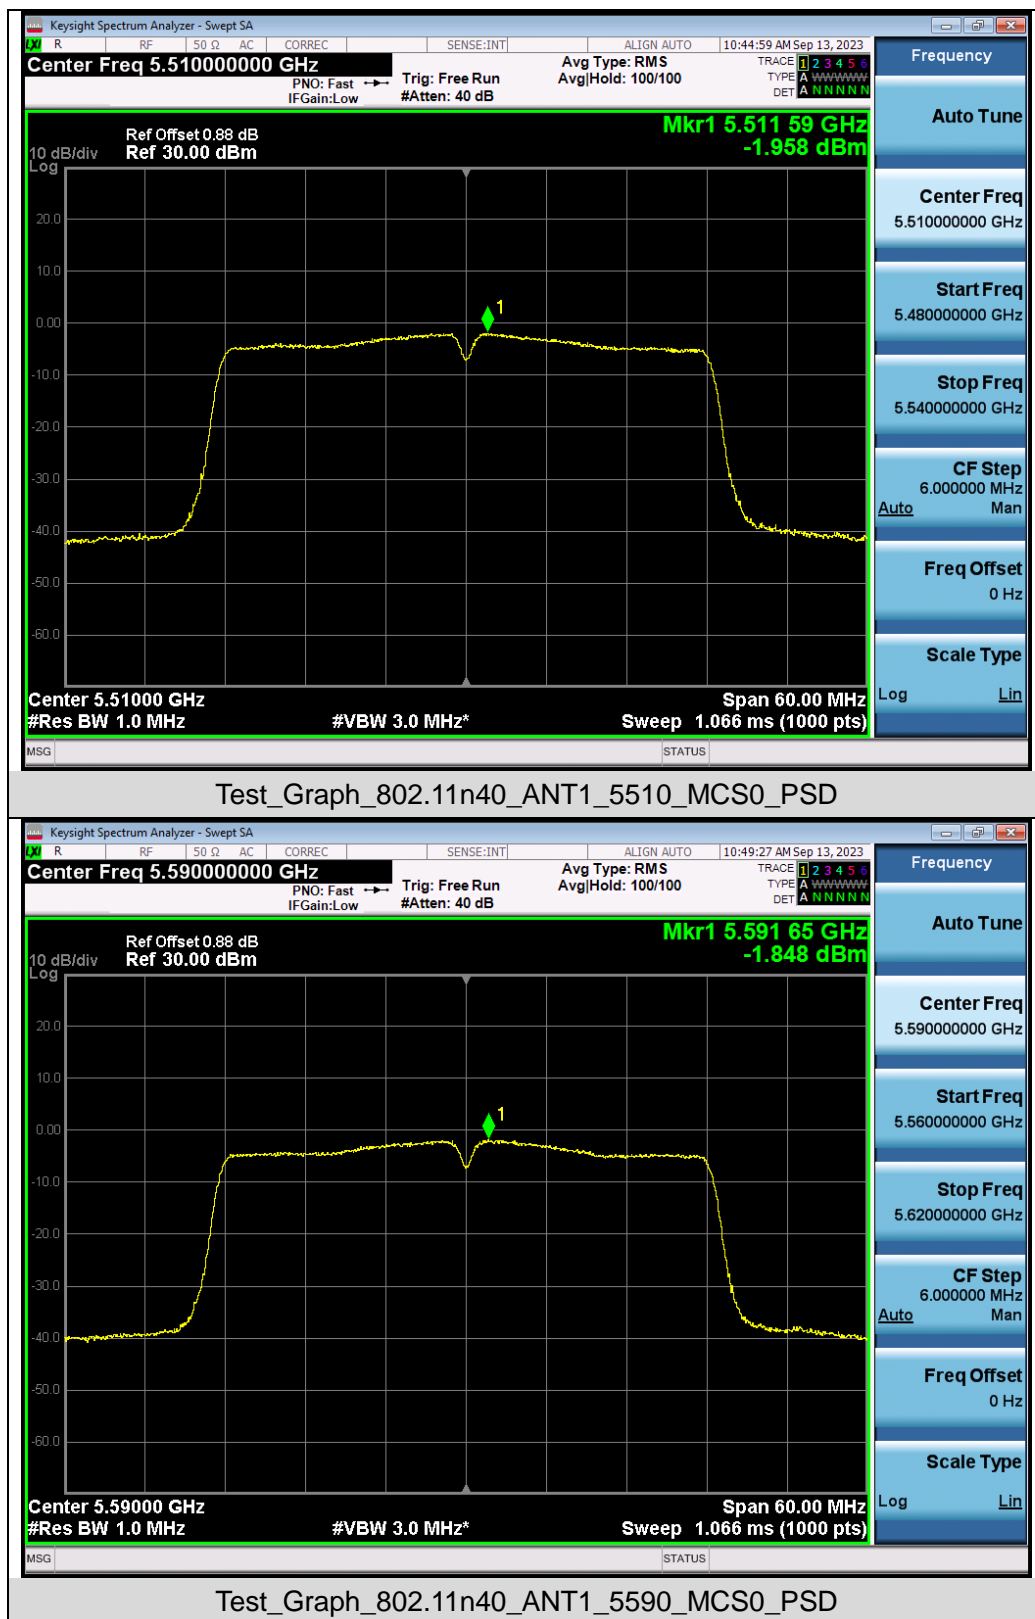 Keysight Spectrum Analyzer - Swept SA
LXI R RF 50 Ω AC CORREC SENSE:INT ALIGN AUTO 10:44:59 AM Sep 13, 2023
Center Freq 5.510000000 GHz
PNO: Fast
IFGain:Low
Trig: Free Run
#Atten: 40 dB
Avg Type: RMS
Avg|Hold: 100/100
TRACE 1 2 3 4 5 6
TYPE A WWWWW
DET A N N N N N
Mkr1 5.511 59 GHz
-1.958 dBm
Ref Offset 0.88 dB
10 dB/div Ref 30.00 dBm
Log
20.0
10.0
0.00
-10.0
-20.0
-30.0
-40.0
-50.0
-60.0
1
Center 5.51000 GHz Span 60.00 MHz
#Res BW 1.0 MHz #VBW 3.0 MHz* Sweep 1.066 ms (1000 pts)
MSG STATUS
Frequency
Auto Tune
Center Freq
5.510000000 GHz
Start Freq
5.480000000 GHz
Stop Freq
5.540000000 GHz
CF Step
6.000000 MHz
Auto Man
Freq Offset
0 Hz
Scale Type
Log Lin
Test_Graph_802.11n40_ANT1_5510_MCS0_PSD
Keysight Spectrum Analyzer - Swept SA
LXI R RF 50 Ω AC CORREC SENSE:INT ALIGN AUTO 10:49:27 AM Sep 13, 2023
Center Freq 5.590000000 GHz
PNO: Fast
IFGain:Low
Trig: Free Run
#Atten: 40 dB
Avg Type: RMS
Avg|Hold: 100/100
TRACE 1 2 3 4 5 6
TYPE A WWWWW
DET A N N N N N
Mkr1 5.591 65 GHz
-1.848 dBm
Ref Offset 0.88 dB
10 dB/div Ref 30.00 dBm
Log
20.0
10.0
0.00
-10.0
-20.0
-30.0
-40.0
-50.0
-60.0
1
Center 5.59000 GHz Span 60.00 MHz
#Res BW 1.0 MHz #VBW 3.0 MHz* Sweep 1.066 ms (1000 pts)
MSG STATUS
Frequency
Auto Tune
Center Freq
5.590000000 GHz
Start Freq
5.560000000 GHz
Stop Freq
5.620000000 GHz
CF Step
6.000000 MHz
Auto Man
Freq Offset
0 Hz
Scale Type
Log Lin
Test_Graph_802.11n40_ANT1_5590_MCS0_PSD